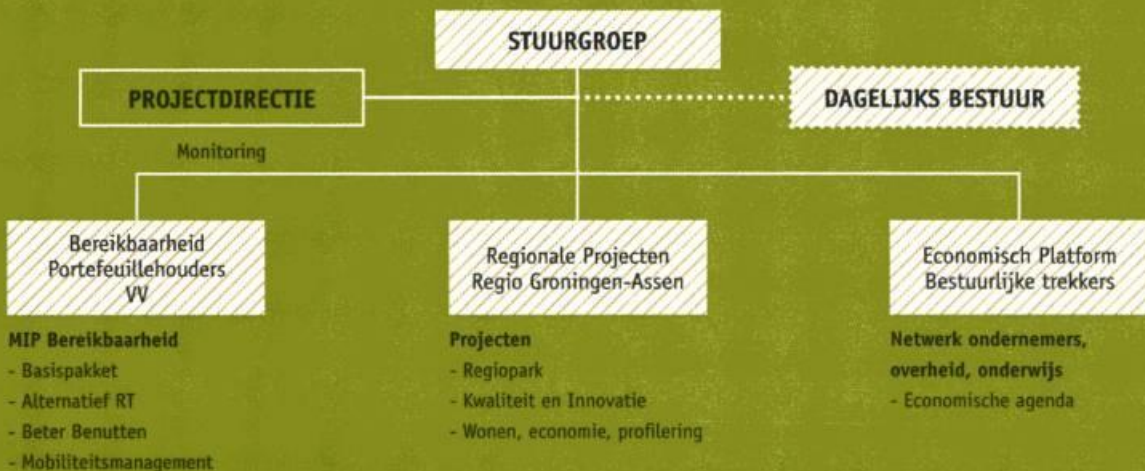 STUURGROEP
PROJECTDIRECTIE
DAGELIJKS BESTUUR
Monitoring
Bereikbaarheid
Portefeuillehouders
VV
Regionale Projecten
Regio Groningen-Assen
Economisch Platform
Bestuurlijke trekkers
MIP Bereikbaarheid
- Basispakket
- Alternatief RT
- Beter Benutten
- Mobiliteitsmanagement
Projecten
- Regiopark
- Kwaliteit en Innovatie
- Wonen, economie, profilering
Netwerk ondernemers,
overheid, onderwijs
- Economische agenda